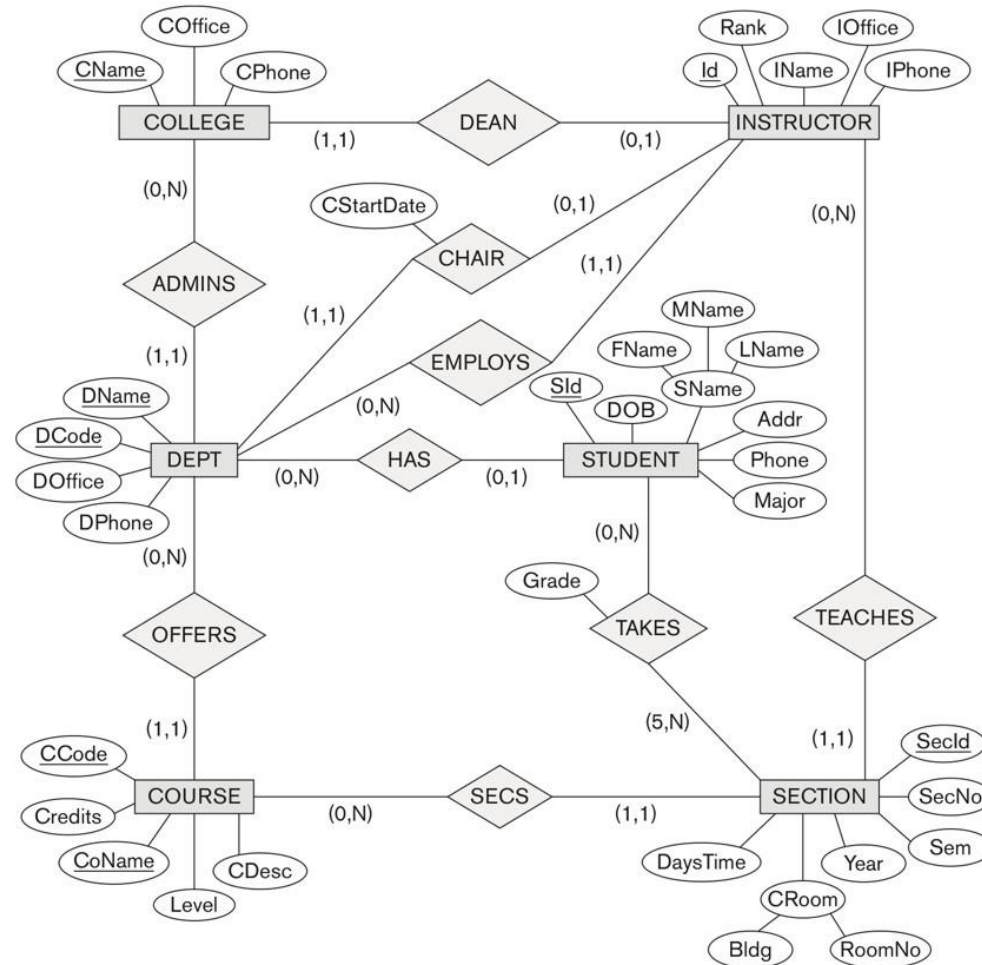 COffice
CName
CPhone
COLLEGE
Rank
IOffice
Id
IName
IPhone
INSTRUCTOR
DEAN
(1,1)
(0,1)
(0,N)
CStartDate
(0,1)
(0,N)
CHAIR
ADMINS
(1,1)
(1,1)
MName
(1,1)
EMPLOYS
FName
LName
DName
(0,N)
SId
SName
DCode
DOB
Addr
DEPT
HAS
STUDENT
Phone
DOffice
(0,N)
(0,1)
Major
DPhone
(0,N)
(0,N)
Grade
OFFERS
TAKES
TEACHES
(1,1)
(5,N)
(1,1)
CCode
SecId
COURSE
SECS
SECTION
SecNo
Credits
(0,N)
(1,1)
CoName
CDesc
DaysTime
Year
Sem
Level
CRoom
Bldg
RoomNo